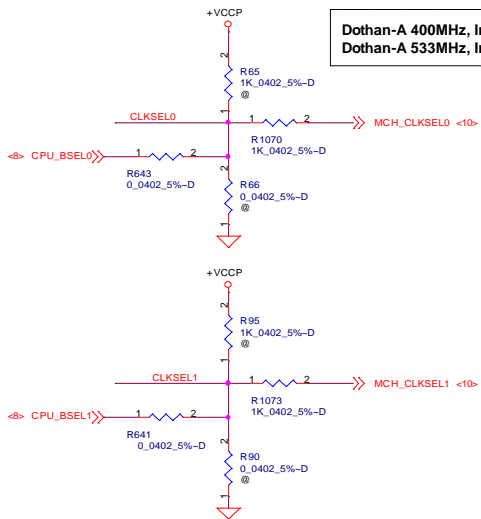 +VCCP
Dothan-A 400MHz, I
Dothan-A 533MHz, I
2
R65
1K_0402_5%~D
@
1
CLKSEL0
1 2
MCH_CLKSEL0 <10>
R1070
1K_0402_5%~D
<8> CPU_BSEL0
1 2
R643
0_0402_5%~D
2
R66
0_0402_5%~D
@
1
+VCCP
2
R95
1K_0402_5%~D
@
1
CLKSEL1
1 2
MCH_CLKSEL1 <10>
R1073
1K_0402_5%~D
<8> CPU_BSEL1
1 2
R641
0_0402_5%~D
2
R90
0_0402_5%~D
@
1